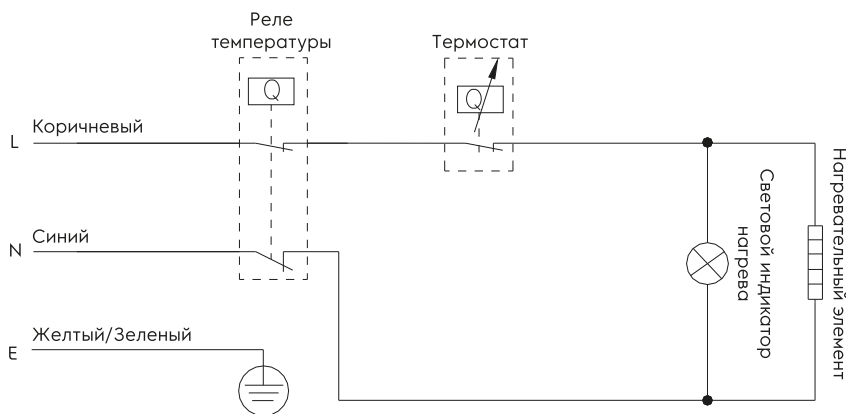 Реле
температуры
Термостат
Q
Q
L
Коричневый
N
Синий
E
Желтый/Зеленый
Световой индикатор
нагрева
Нагревательный элемент